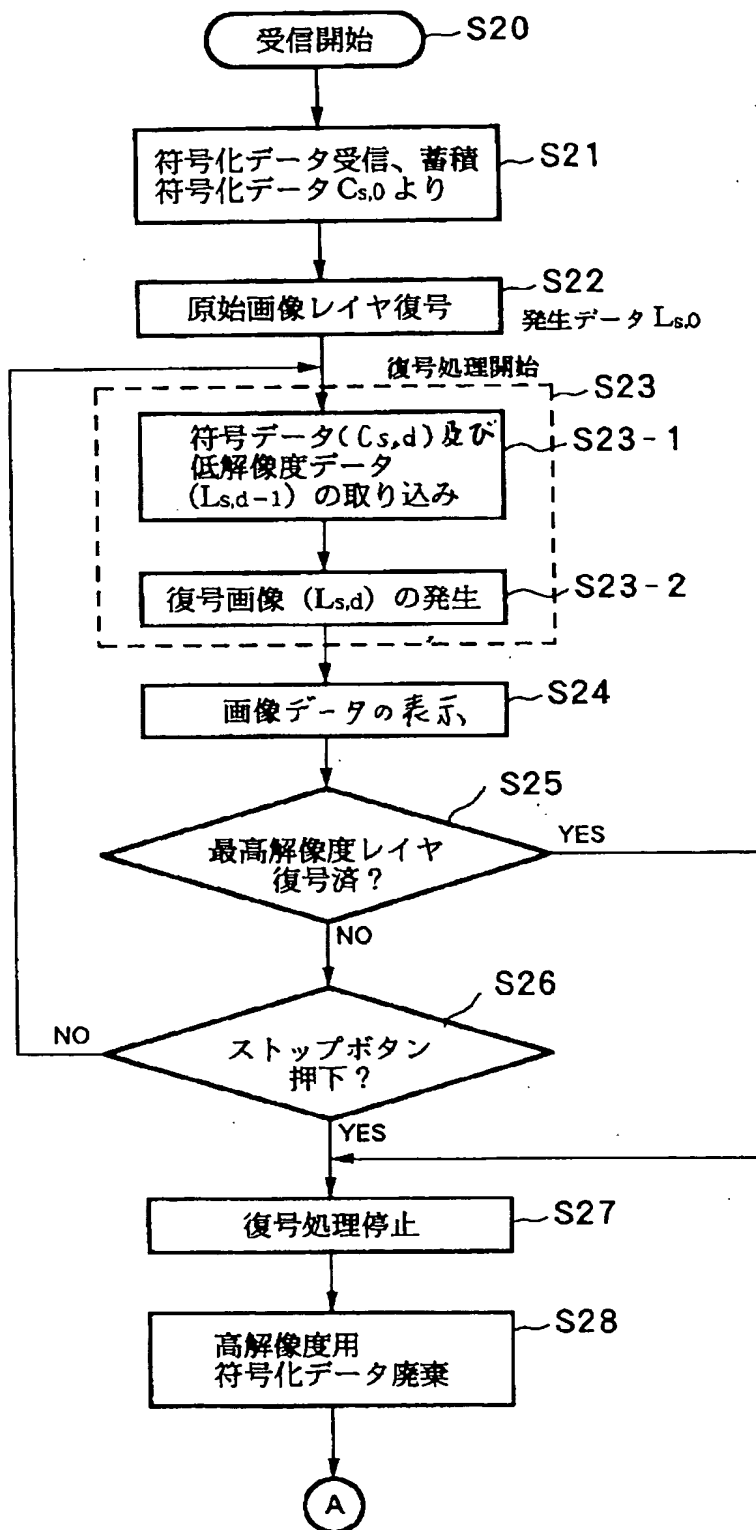 受信開始
S20
符号化データ受信、蓄積
符号化データCs,0より
S21
原始画像レイヤ復号
S22
発生データLs,0
復号処理開始
S23
符号データ(Cs,d)及び
低解像度データ
(Ls,d-1)の取り込み
S23-1
復号画像(Ls,d)の発生
S23-2
画像データの表示、
S24
S25
最高解像度レイヤ
復号済？
YES
NO
S26
ストップボタン
押下？
NO
YES
復号処理停止
S27
高解像度用
符号化データ廃棄
S28
A